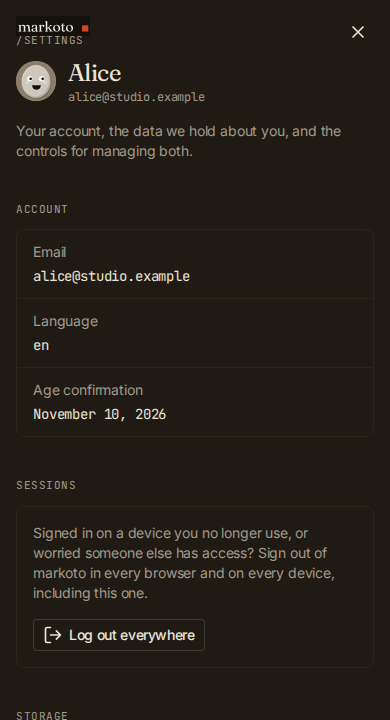 markoto
/SETTINGS
Alice
alice@studio.example
Your account, the data we hold about you, and the
controls for managing both.
ACCOUNT
Email
alice@studio.example
Language
en
Age confirmation
November 10, 2026
SESSIONS
Signed in on a device you no longer use, or
worried someone else has access? Sign out of
markoto in every browser and on every device,
including this one.
Log out everywhere
STORAGE